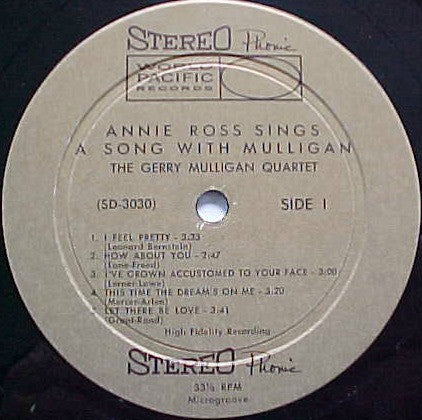 STEREO Phonic
WORLD
PACIFIC
RECORDS
ANNIE ROSS SINGS
A SONG WITH MULLIGAN
THE GERRY MULLIGAN QUARTET
(SD-3030) SIDE 1
1. I FEEL PRETTY - 3:25
(Leonard Bernstein)
2. HOW ABOUT YOU - 2:47
(Lane-Freed)
3. I'VE GROWN ACCUSTOMED TO YOUR FACE - 3:00
(Lerner-Lowe)
4. THIS TIME THE DREAM'S ON ME - 3:20
(Mercer-Arlen)
5. LET THERE BE LOVE - 3:41
(Grant-Rand)
High Fidelity Recording
STEREO Phonic
33⅓ RPM
Microgroove